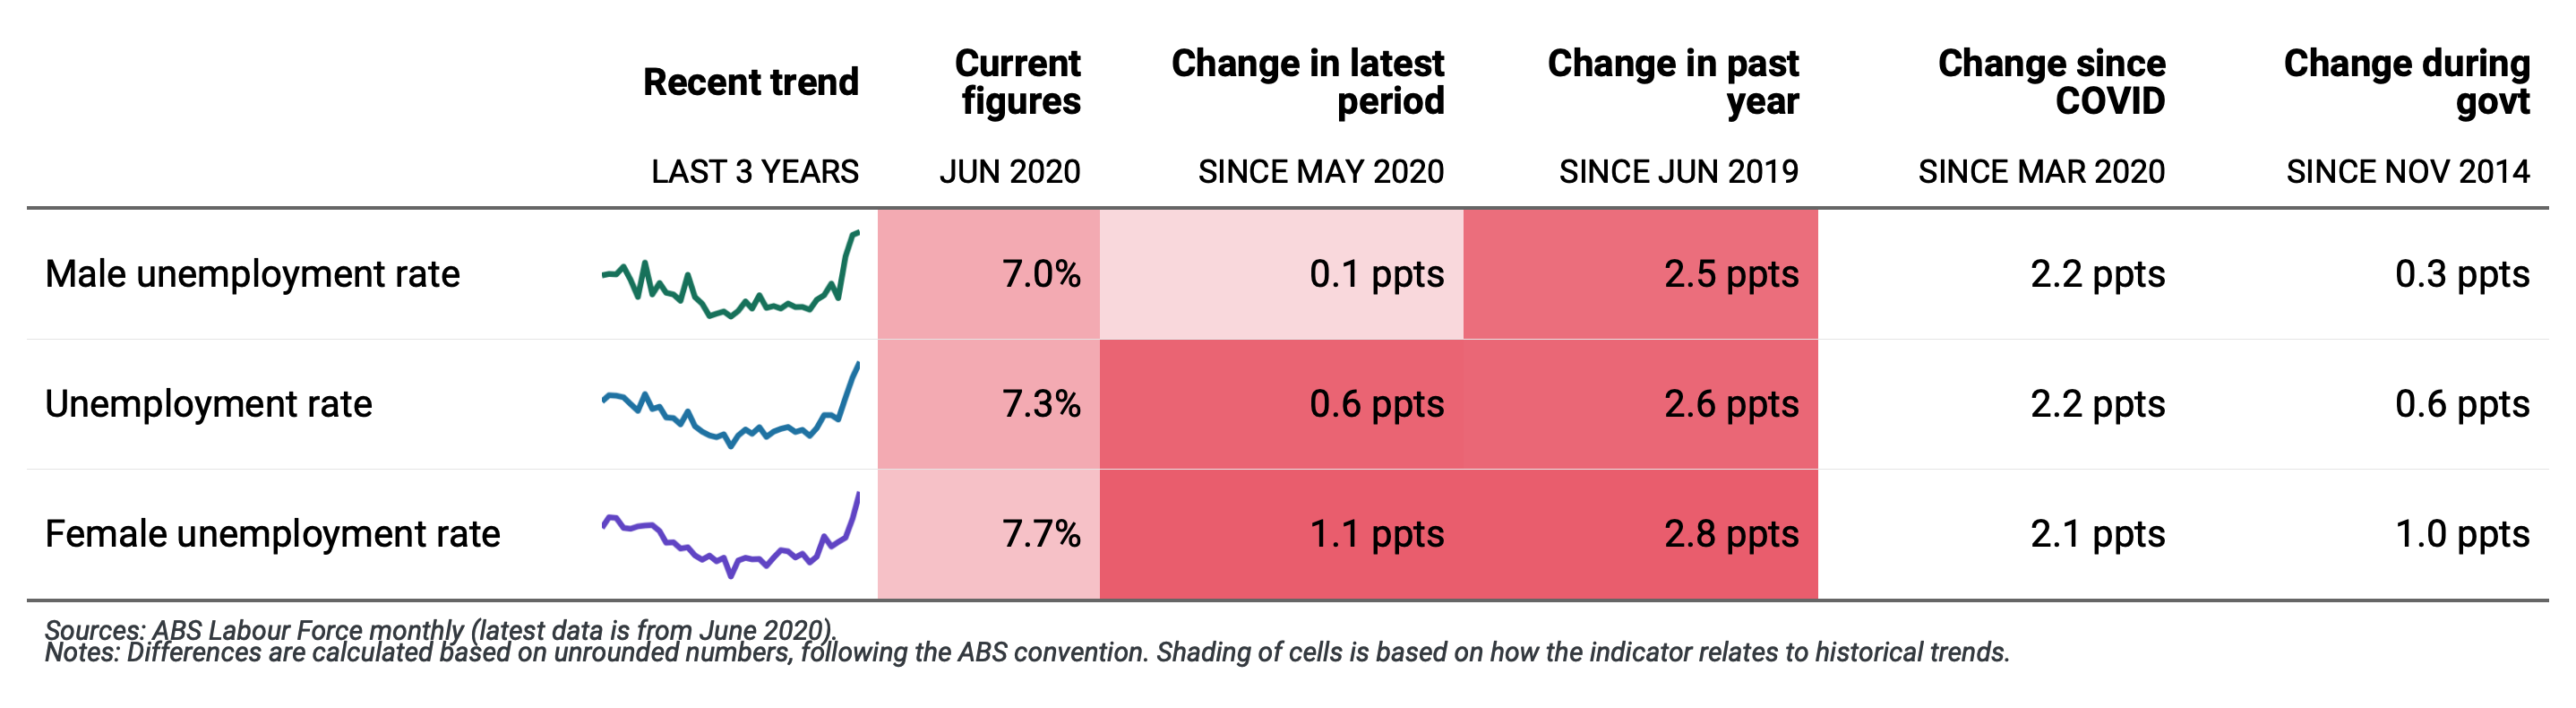 Recent trend
Current figures
Change in latest period
Change in past year
Change since COVID
Change during govt
LAST 3 YEARS JUN 2020 SINCE MAY 2020 SINCE JUN 2019 SINCE MAR 2020 SINCE NOV 2014
Male unemployment rate 7.0% 0.1 ppts 2.5 ppts 2.2 ppts 0.3 ppts
Unemployment rate 7.3% 0.6 ppts 2.6 ppts 2.2 ppts 0.6 ppts
Female unemployment rate 7.7% 1.1 ppts 2.8 ppts 2.1 ppts 1.0 ppts
Sources: ABS Labour Force monthly (latest data is from June 2020).
Notes: Differences are calculated based on unrounded numbers, following the ABS convention. Shading of cells is based on how the indicator relates to historical trends.